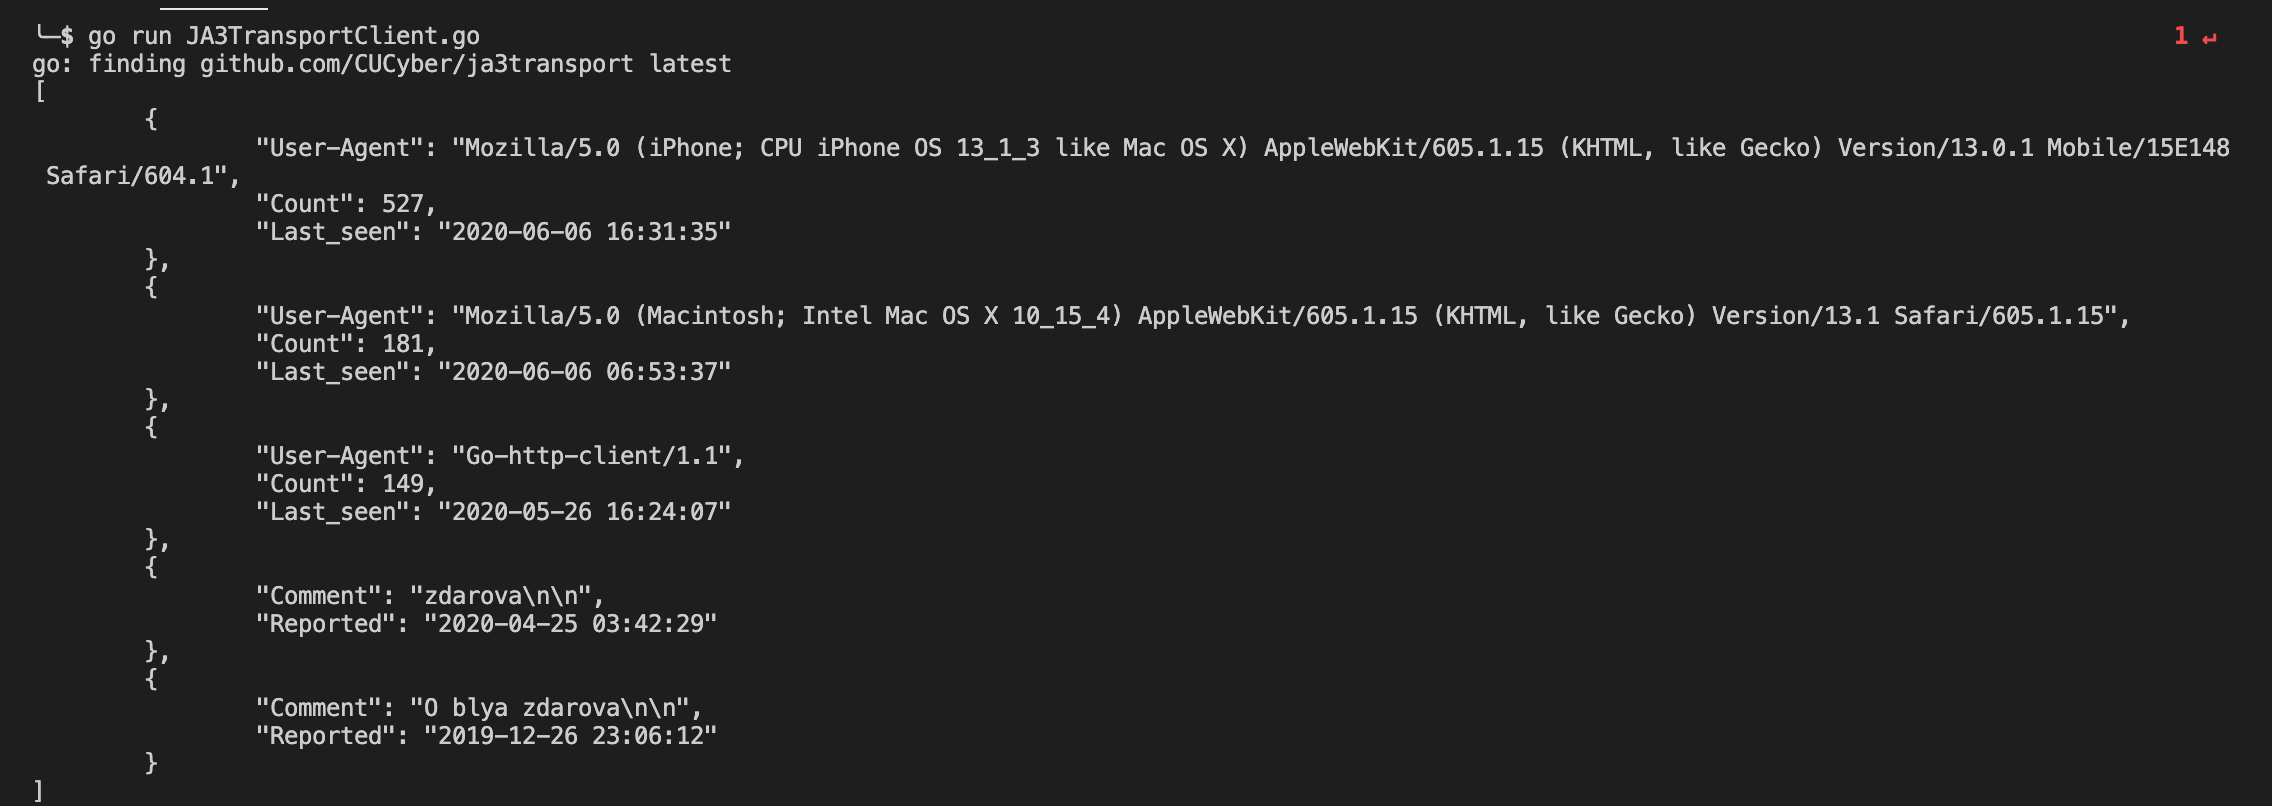 ╰─$ go run JA3TransportClient.go 1 ↵
go: finding github.com/CUCyber/ja3transport latest
[
{
"User-Agent": "Mozilla/5.0 (iPhone; CPU iPhone OS 13_1_3 like Mac OS X) AppleWebKit/605.1.15 (KHTML, like Gecko) Version/13.0.1 Mobile/15E148
Safari/604.1",
"Count": 527,
"Last_seen": "2020-06-06 16:31:35"
},
{
"User-Agent": "Mozilla/5.0 (Macintosh; Intel Mac OS X 10_15_4) AppleWebKit/605.1.15 (KHTML, like Gecko) Version/13.1 Safari/605.1.15",
"Count": 181,
"Last_seen": "2020-06-06 06:53:37"
},
{
"User-Agent": "Go-http-client/1.1",
"Count": 149,
"Last_seen": "2020-05-26 16:24:07"
},
{
"Comment": "zdarova\n\n",
"Reported": "2020-04-25 03:42:29"
},
{
"Comment": "O blya zdarova\n\n",
"Reported": "2019-12-26 23:06:12"
}
]